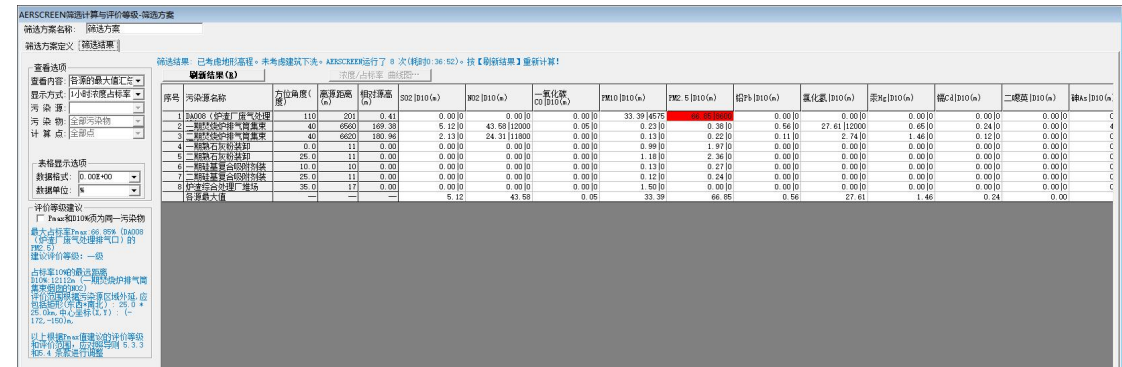 AERSCREEN筛选计算与评价等级-筛选方案
筛选方案名称: 筛选方案
筛选方案定义 筛选结果
筛选结果: 已考虑地形高程。未考虑建筑下洗。AERSCREEN运行了 8 次(耗时0:36:52)。按【刷新结果】重新计算!
查看选项
查看内容: 各源的最大值汇总
显示方式: 1小时浓度占标率
污 染 源:
污 染 物: 全部污染物
计 算 点: 全部点
表格显示选项
数据格式: 0.00E+00
数据单位: %
评价等级建议
Pmax和D10%须为同一污染物
最大占标率Pmax:66.85% (DA008
(炉渣厂废气处理排气口) 的
PM2.5)
建议评价等级: 一级
占标率10%的最远距离
D10%:12112m (一期焚烧炉排气筒
集束烟囱的NO2)
评价范围根据污染源区域外延,应
包括矩形(东西*南北): 25.0 *
25.0km,中心坐标(X,Y): (-
172,-150)m。
以上根据Pmax值建议的评价等级
和评价范围,应对照导则 5.3.3
和5.4 条款进行调整
刷新结果(R) 浓度/占标率 曲线图…
序号 污染源名称 方位角度(度) 离源距离(m) 相对源高(m) SO2|D10(m) NO2|D10(m) 一氧化碳CO|D10(m) PM10|D10(m) PM2.5|D10(m) 铅Pb|D10(m) 氯化氢|D10(m) 汞Hg|D10(m) 镉Cd|D10(m) 二噁英|D10(m) 砷As|D10(m
1 DA008 (炉渣厂废气处理 110 201 0.41 0.00|0 0.00|0 0.00|0 33.39|4575 0.00|0 0.00|0 0.00|0 0.00|0 0.00|0
2 一期焚烧炉排气筒集束 40 6560 169.38 5.12|0 43.58|12000 0.05|0 0.23|0 0.38|0 0.56|0 27.61|12000 0.65|0 0.24|0 0.00|0 4
3 二期焚烧炉排气筒集束 40 6620 180.96 2.13|0 24.31|11800 0.00|0 0.13|0 0.22|0 0.11|0 2.74|0 1.46|0 0.12|0 0.00|0
4 一期熟石灰粉装卸 0.0 11 0.00 0.00|0 0.00|0 0.00|0 0.99|0 1.97|0 0.00|0 0.00|0 0.00|0 0.00|0 0.00|0
5 二期熟石灰粉装卸 25.0 11 0.00 0.00|0 0.00|0 0.00|0 1.18|0 2.36|0 0.00|0 0.00|0 0.00|0 0.00|0 0.00|0
6 一期硅基复合吸附剂装 10.0 10 0.00 0.00|0 0.00|0 0.00|0 0.13|0 0.27|0 0.00|0 0.00|0 0.00|0 0.00|0 0.00|0
7 二期硅基复合吸附剂装 25.0 11 0.00 0.00|0 0.00|0 0.00|0 0.12|0 0.24|0 0.00|0 0.00|0 0.00|0 0.00|0 0.00|0
8 炉渣综合处理厂堆场 35.0 17 0.00 0.00|0 0.00|0 0.00|0 1.50|0 0.00|0 0.00|0 0.00|0 0.00|0 0.00|0 0.00|0
各源最大值 — — — 5.12 43.58 0.05 33.39 66.85 0.56 27.61 1.46 0.24 0.00